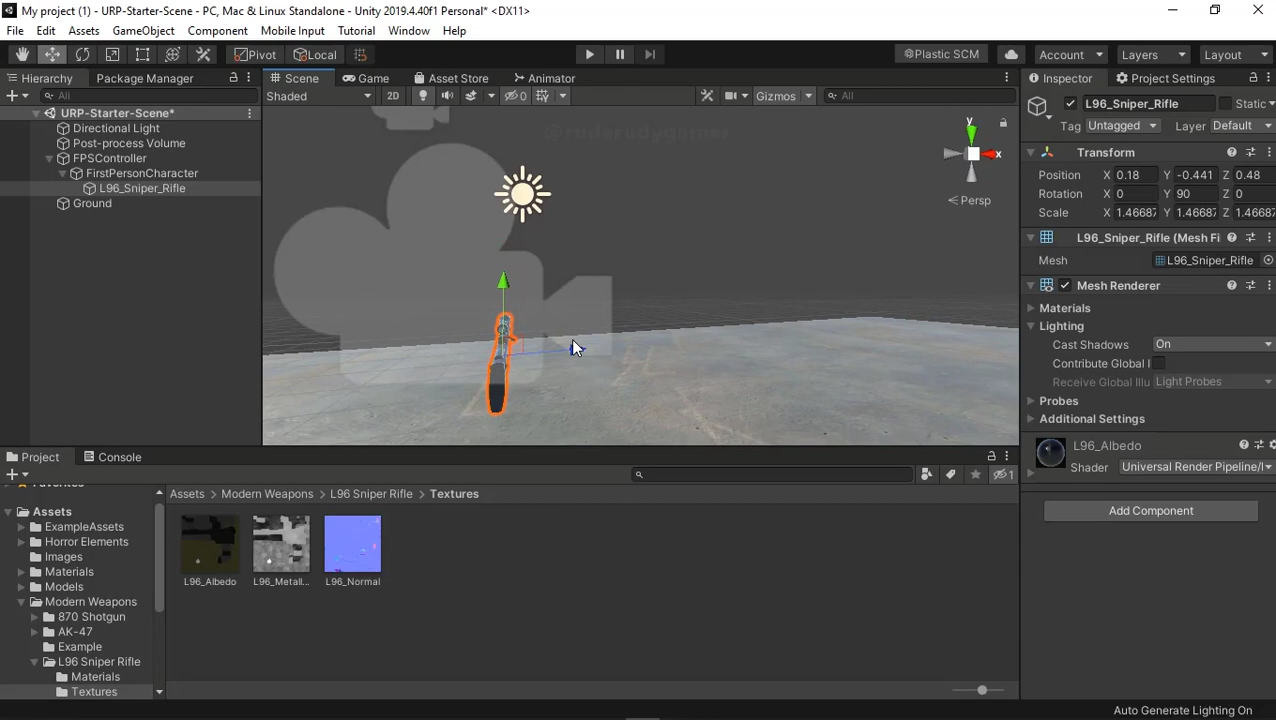 My project (1) - URP-Starter-Scene - PC, Mac & Linux Standalone - Unity 2019.4.40f1 Personal* <DX11>
File Edit Assets GameObject Component Mobile Input Tutorial Window Help
Pivot Local Plastic SCM Account Layers Layout
Hierarchy Package Manager
All
URP-Starter-Scene*
Directional Light
Post-process Volume
FPSController
FirstPersonCharacter
L96_Sniper_Rifle
Ground
Scene Game Asset Store Animator
Shaded 2D 0 Gizmos All
@ruderudygamer
y
x
Persp
Inspector Project Settings
L96_Sniper_Rifle Static
Tag Untagged Layer Default
Transform
Position X 0.18 Y -0.441 Z 0.48
Rotation X 0 Y 90 Z 0
Scale X 1.46687 Y 1.46687 Z 1.46687
L96_Sniper_Rifle (Mesh Fi
Mesh L96_Sniper_Rifle
Mesh Renderer
Materials
Lighting
Cast Shadows On
Contribute Global I
Receive Global Illu Light Probes
Probes
Additional Settings
L96_Albedo
Shader Universal Render Pipeline/
Add Component
Project Console
1
Favorites
Assets
ExampleAssets
Horror Elements
Images
Materials
Models
Modern Weapons
870 Shotgun
AK-47
Example
L96 Sniper Rifle
Materials
Textures
Assets Modern Weapons L96 Sniper Rifle Textures
L96_Albedo L96_Metall... L96_Normal
Auto Generate Lighting On